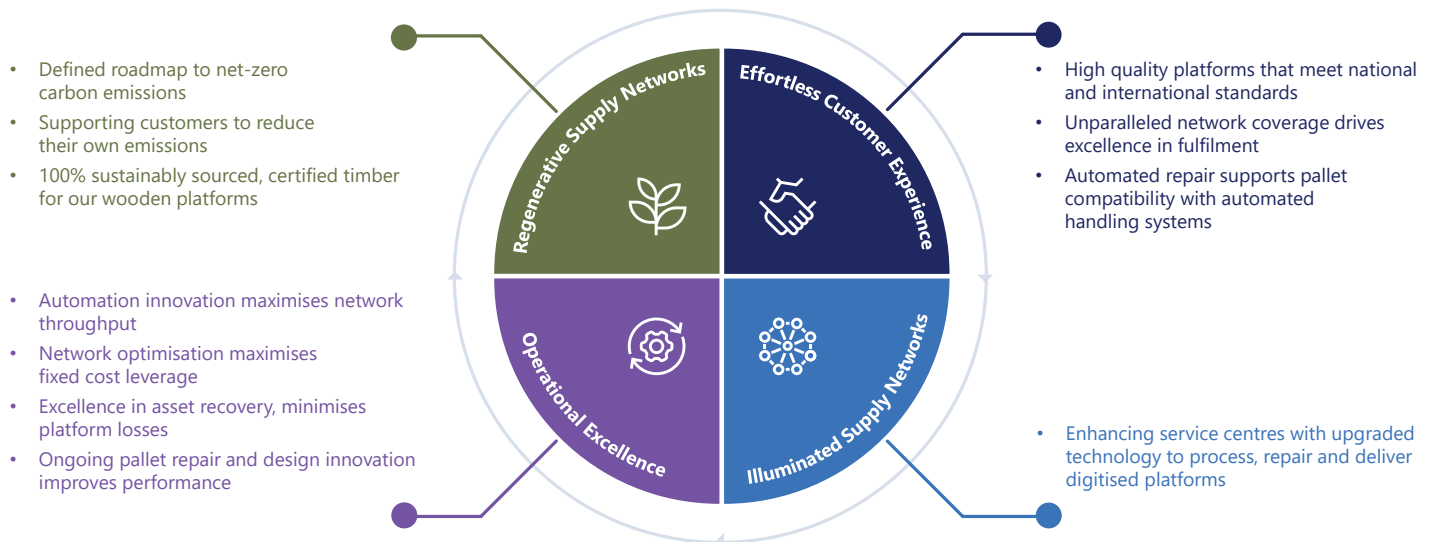 • Defined roadmap to net-zero
carbon emissions
• Supporting customers to reduce
their own emissions
• 100% sustainably sourced, certified timber
for our wooden platforms
Regenerative Supply Networks
Effortless Customer Experience
• High quality platforms that meet national
and international standards
• Unparalleled network coverage drives
excellence in fulfilment
• Automated repair supports pallet
compatibility with automated
handling systems
• Automation innovation maximises network
throughput
• Network optimisation maximises
fixed cost leverage
• Excellence in asset recovery, minimises
platform losses
• Ongoing pallet repair and design innovation
improves performance
Operational Excellence
Illuminated Supply Networks
• Enhancing service centres with upgraded
technology to process, repair and deliver
digitised platforms